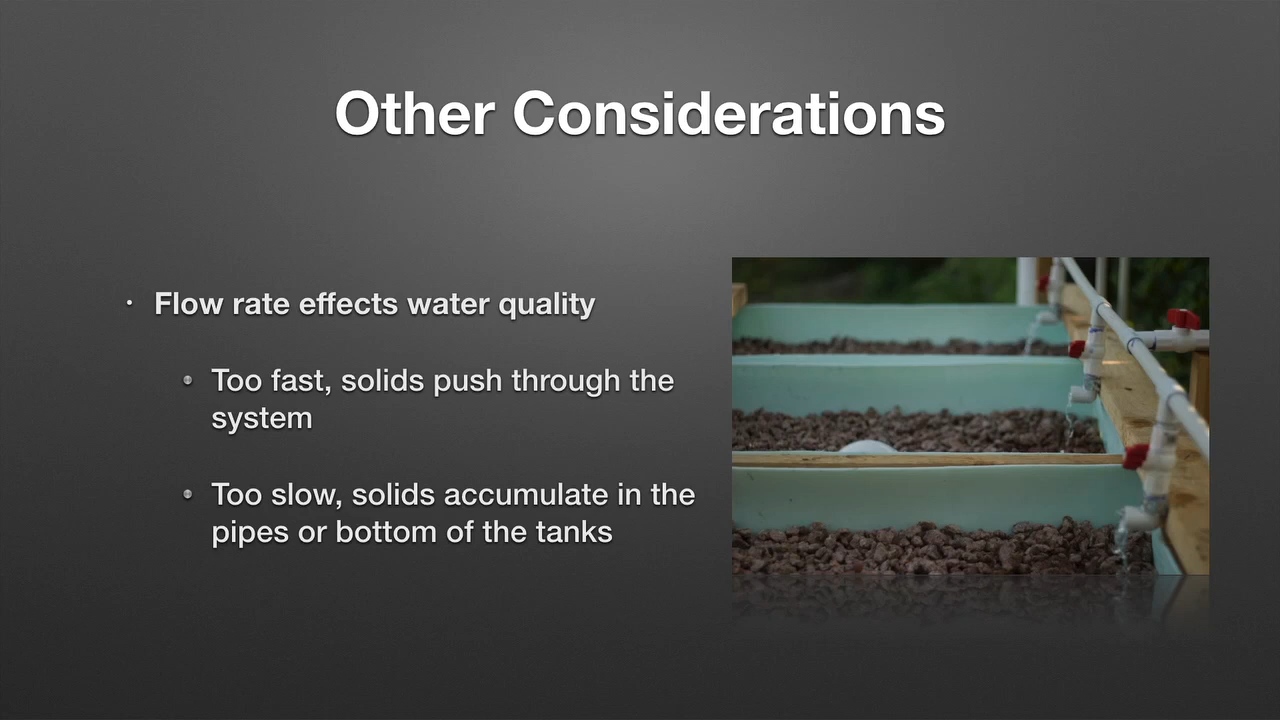 Other Considerations
Flow rate effects water quality
Too fast, solids push through the
system
Too slow, solids accumulate in the
pipes or bottom of the tanks